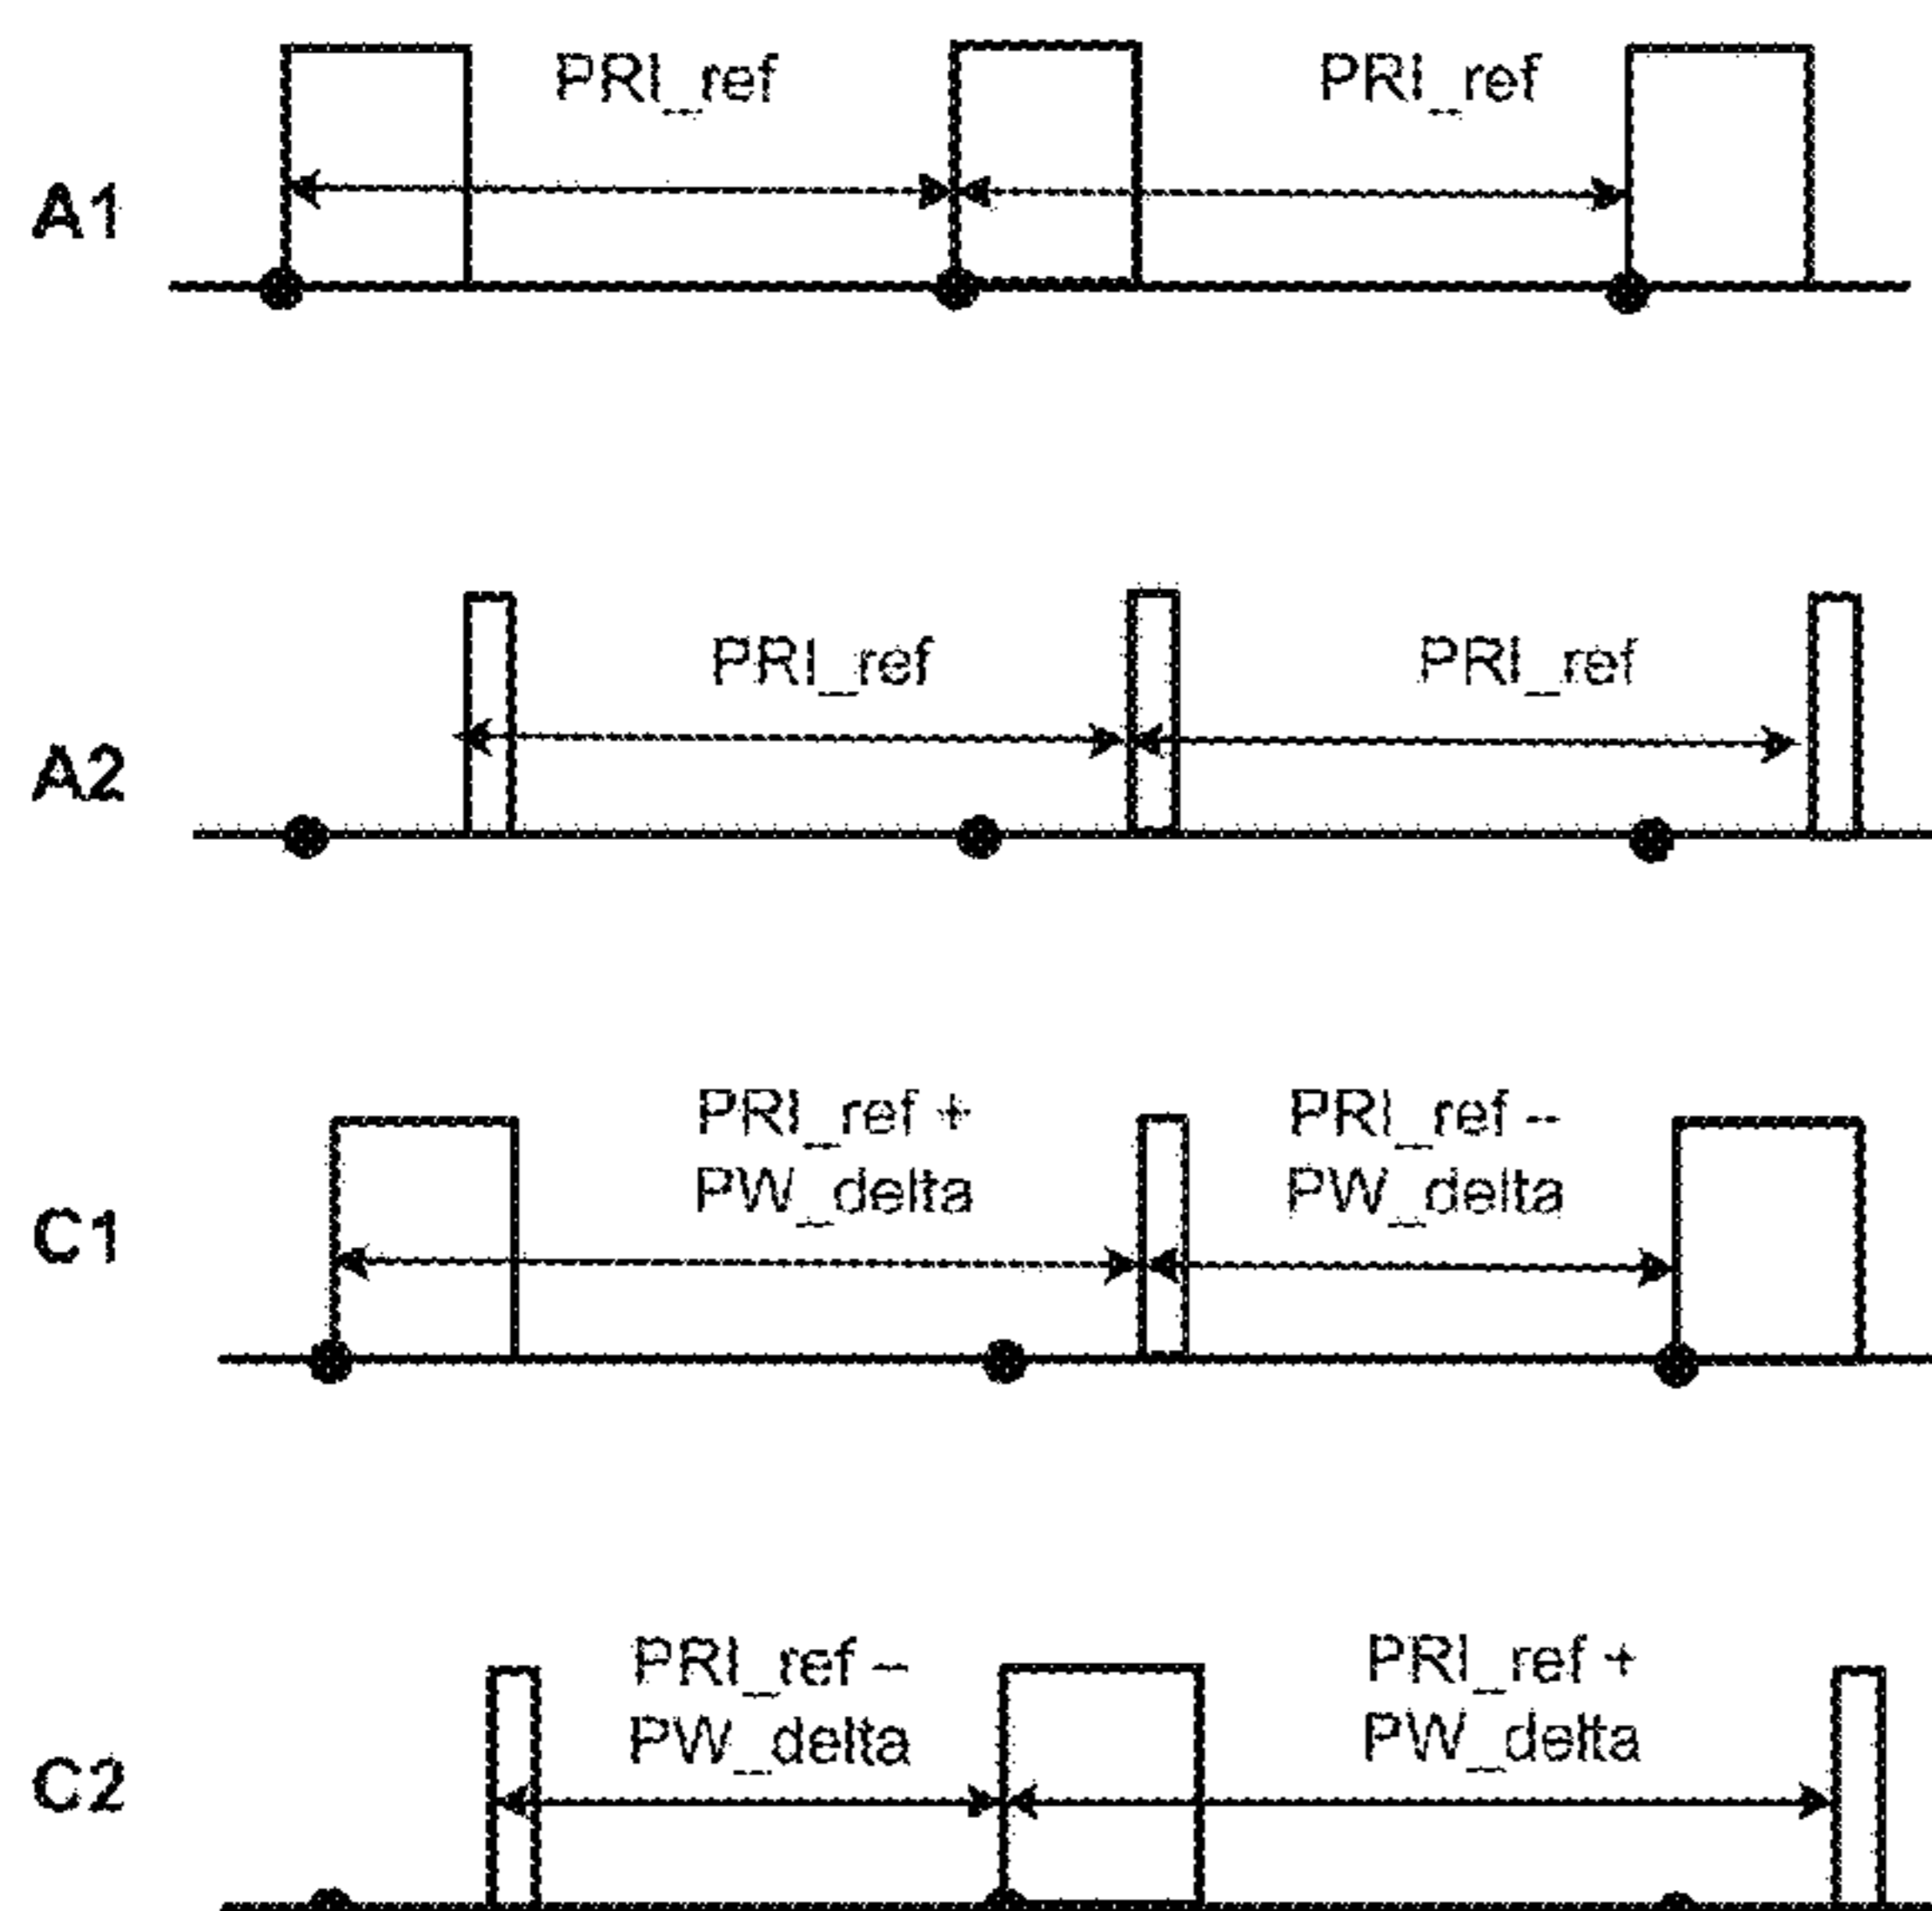 PRI_ref
PRI_ref
A1
PRI_ref
PRI_ref
A2
PRI_ref +
PW_delta
PRI_ref –
PW_delta
C1
PRI_ref –
PW_delta
PRI_ref +
PW_delta
C2